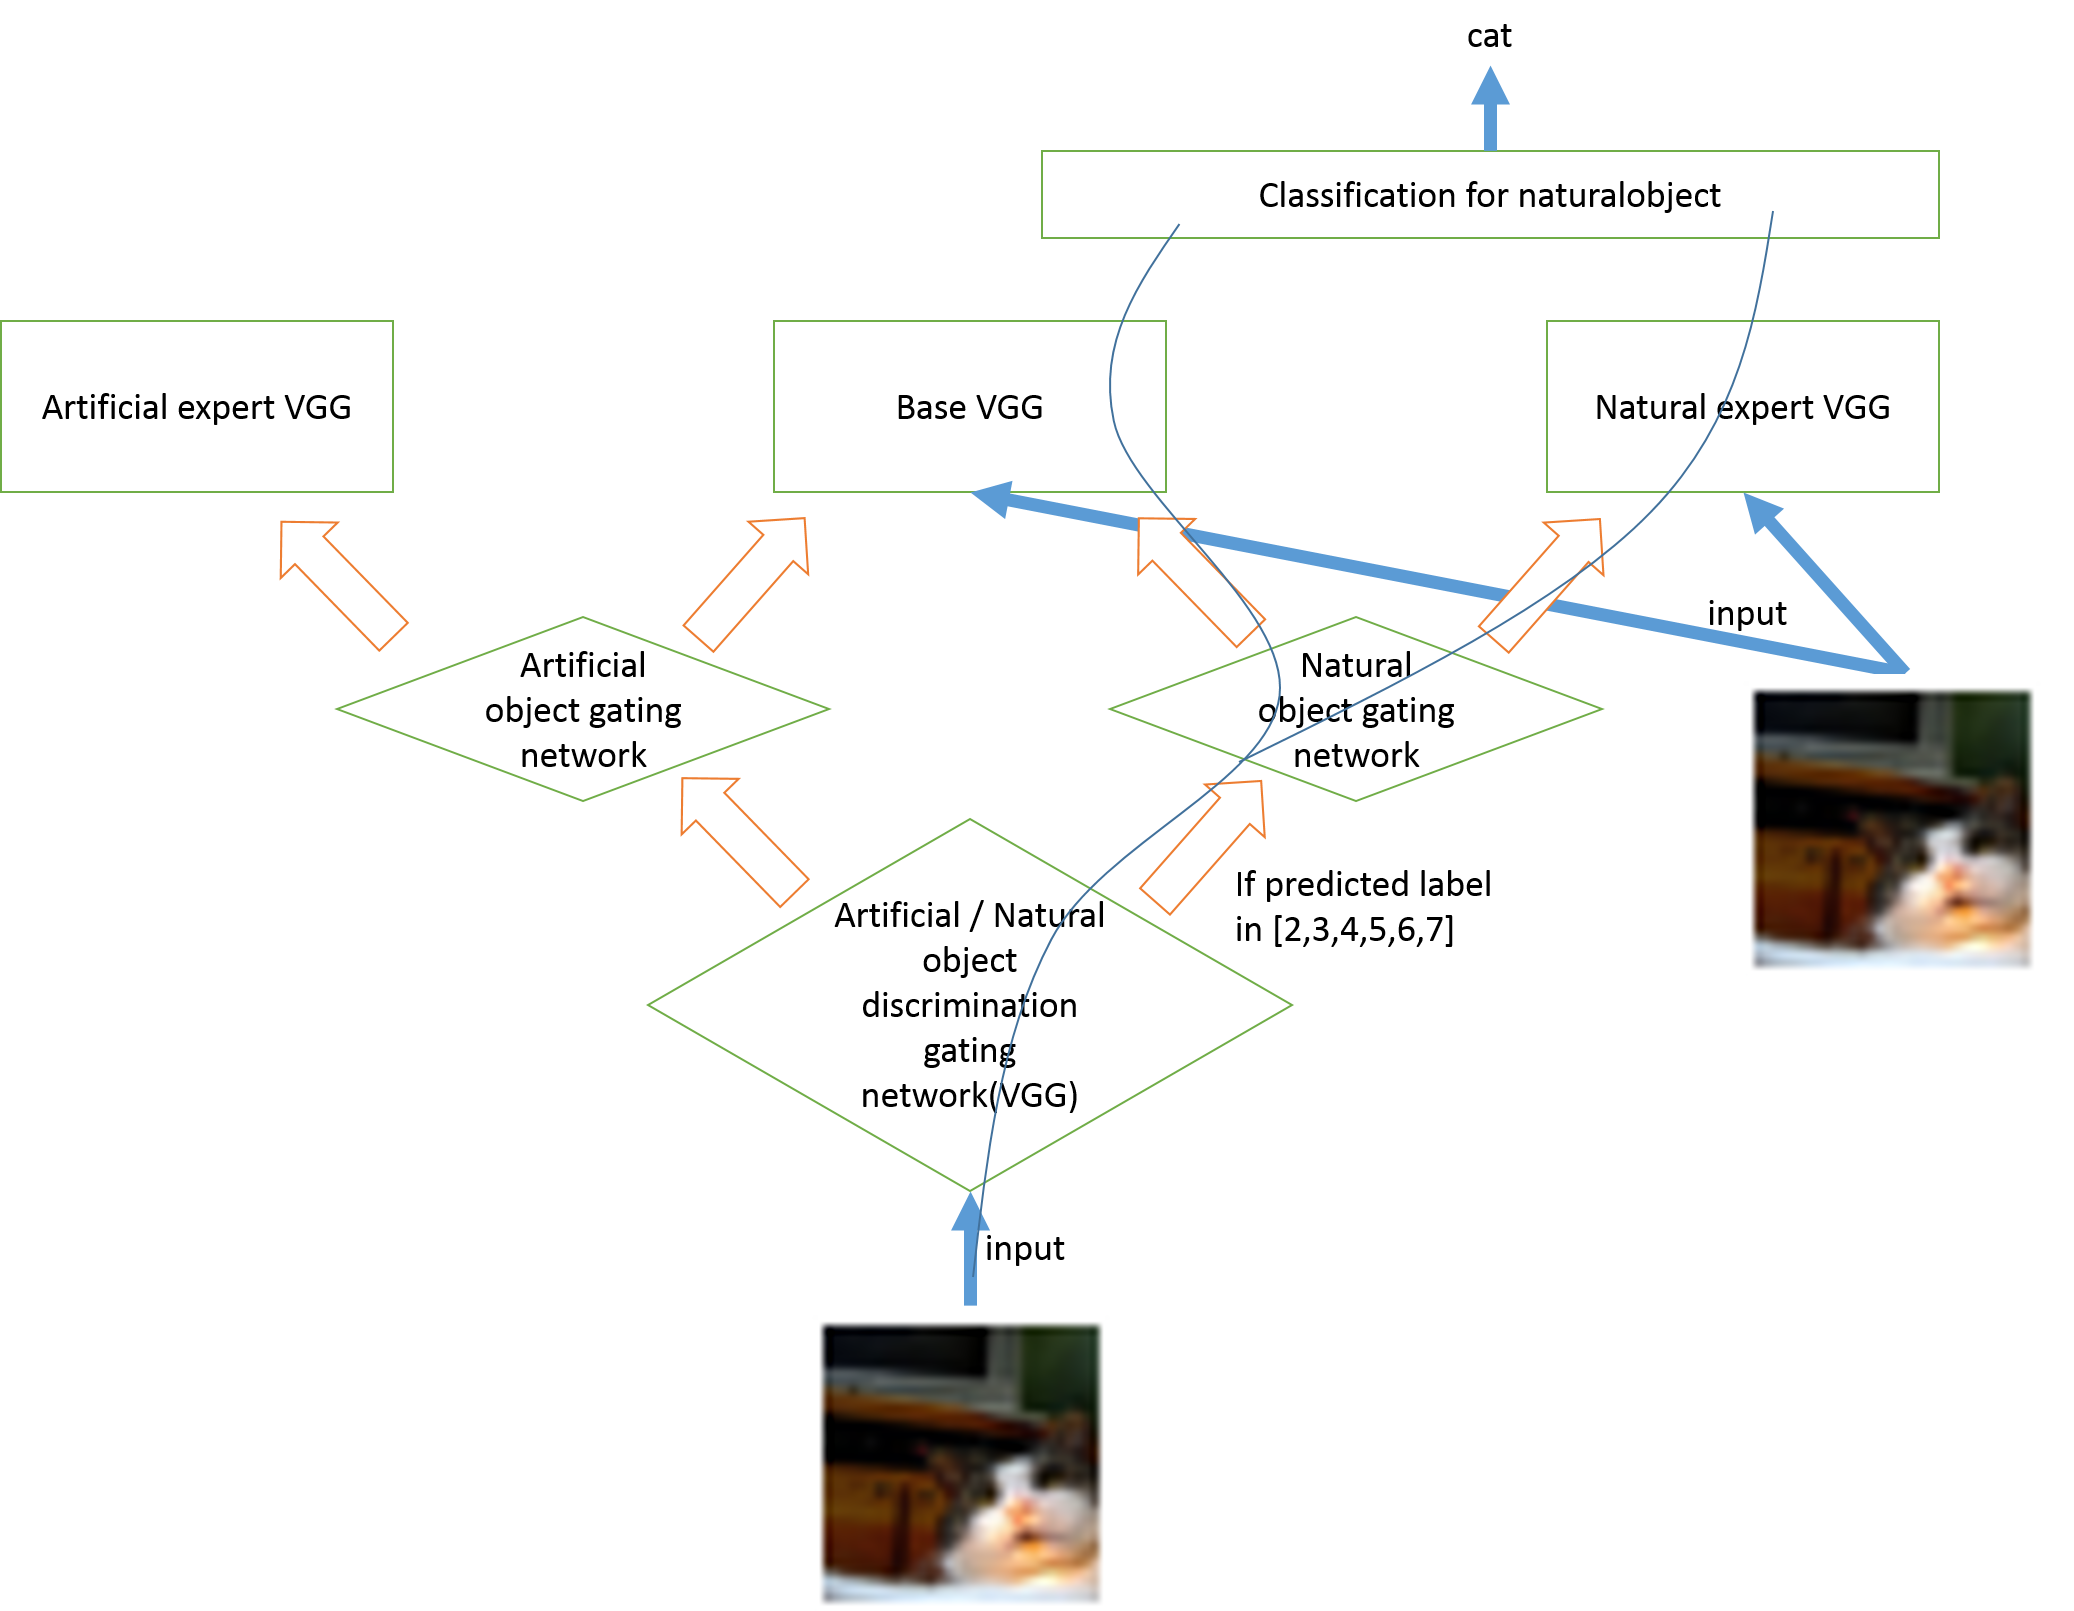 cat
Classification for naturalobject
Artificial expert VGG
Base VGG
Natural expert VGG
input
Artificial
object gating
network
Natural
object gating
network
If predicted label
in [2,3,4,5,6,7]
Artificial / Natural
object
discrimination
gating
network(VGG)
input